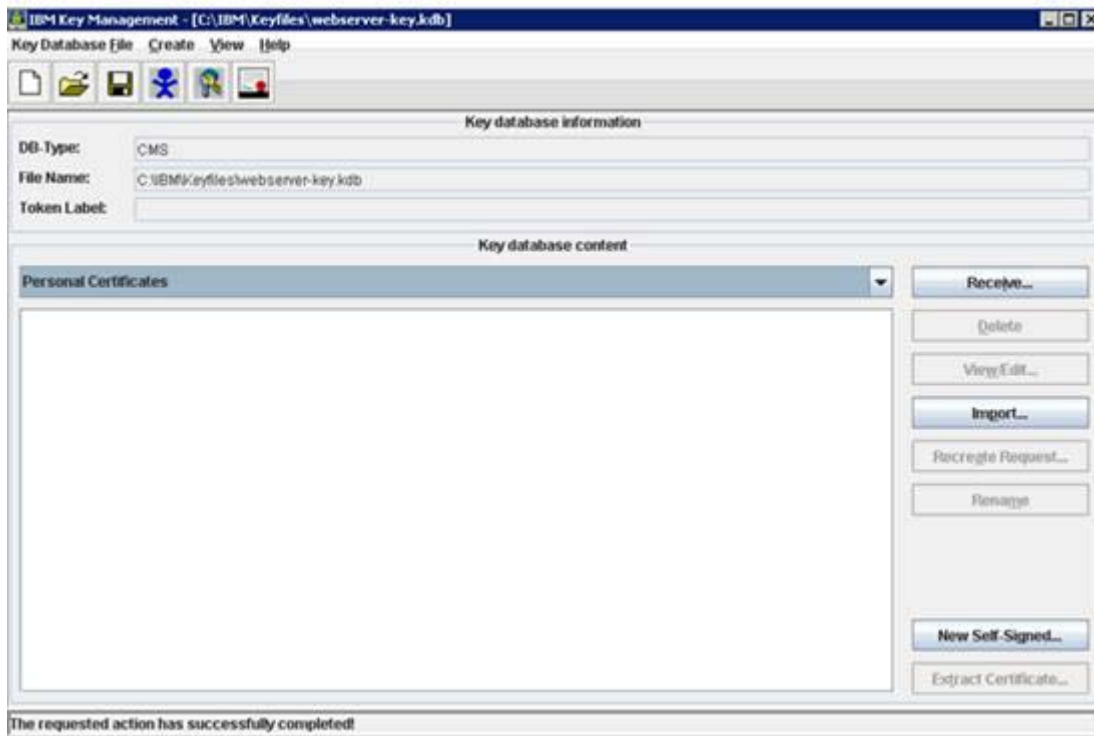 IBM Key Management - [C:\IBM\Keyfiles\webserver-key.kdb]
Key Database File Create View Help
Key database information
DB-Type: CMS
File Name: C:\IBM\Keyfiles\webserver-key.kdb
Token Label:
Key database content
Personal Certificates
Receive...
Delete
View/Edit...
Import...
Recreate Request...
Rename
New Self-Signed...
Extract Certificate...
The requested action has successfully completed!